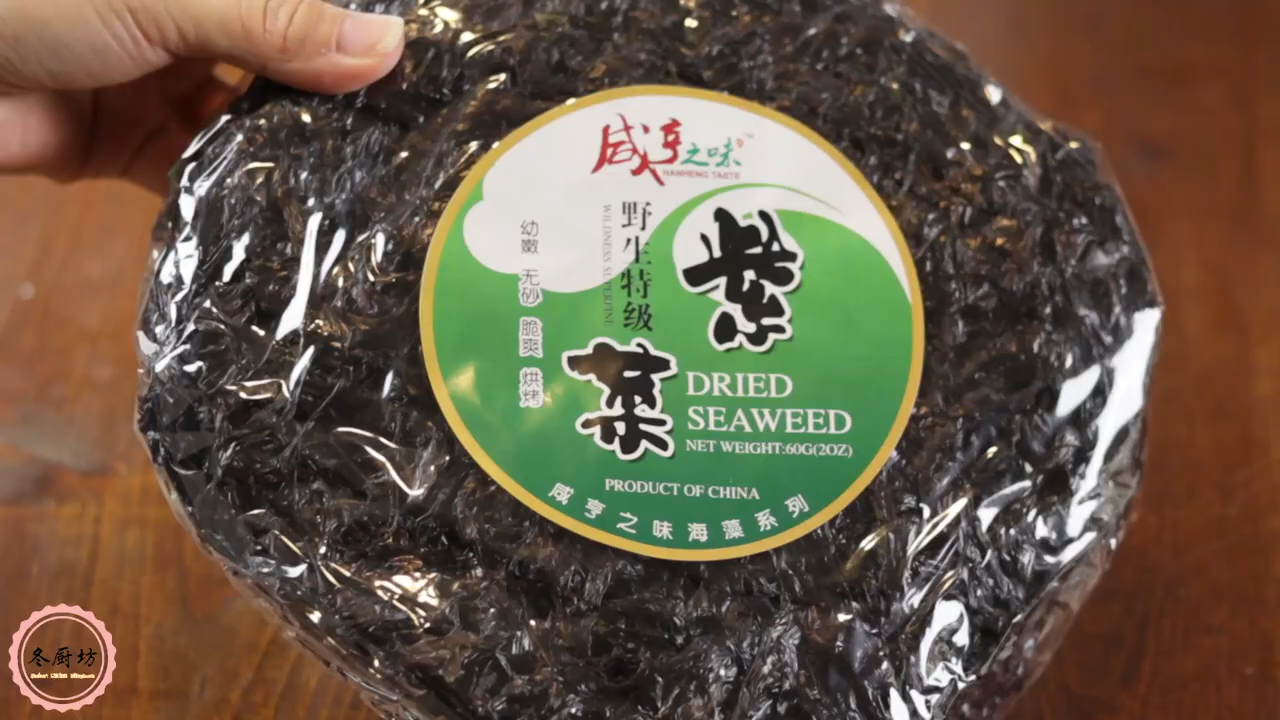 咸亨之味
HANHENG TASTE
紫菜
野生特级
WILDNESS SUPERFINE
幼嫩 无砂 脆爽 烘烤
DRIED
SEAWEED
NET WEIGHT:60G(2OZ)
PRODUCT OF CHINA
咸亨之味海藻系列
冬厨坊